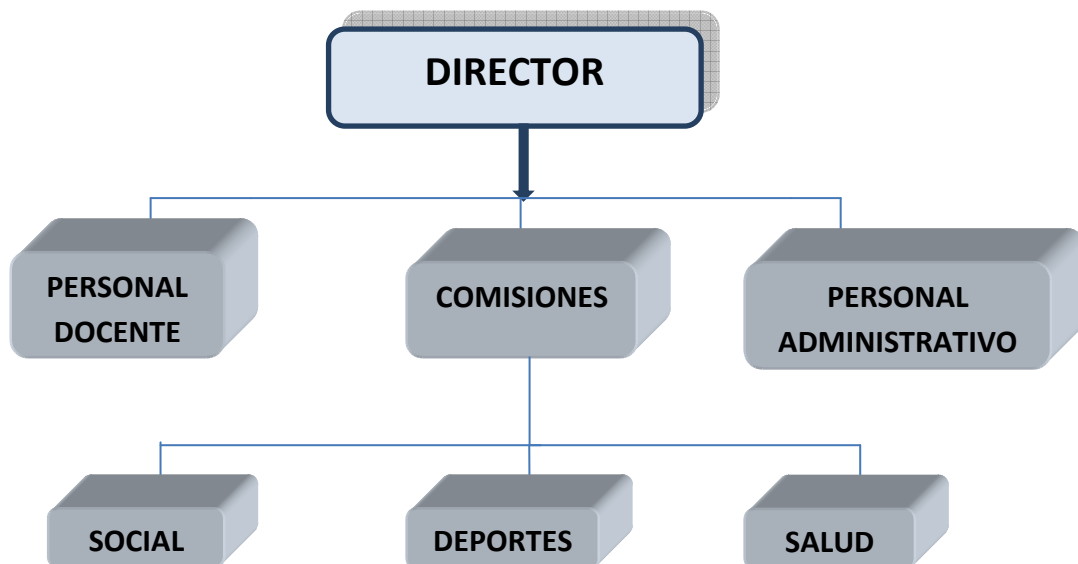 DIRECTOR
PERSONAL
DOCENTE
COMISIONES
PERSONAL
ADMINISTRATIVO
SOCIAL
DEPORTES
SALUD